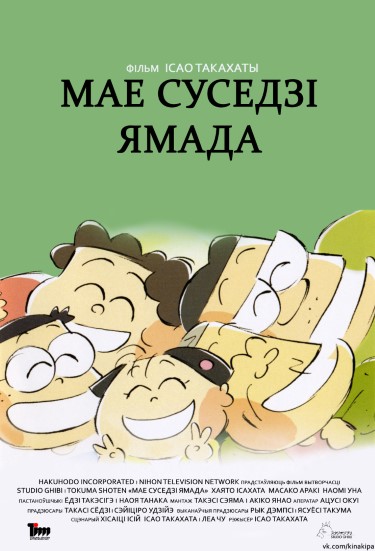 ФІЛЬМ ІСАО ТАКАХАТЫ
МАЕ СУСЕДЗІ
ЯМАДА
HAKUHODO INCORPORATED І NIHON TELEVISION NETWORK ПРАДСТАЎЛЯЮЦЬ ФІЛЬМ ВЫТВОРЧАСЦІ
STUDIO GHIBI І TOKUMA SHOTEN «МАЕ СУСЕДЗІ ЯМАДА» ХАЯТО ІСАХАТА МАСАКО АРАКІ НАОМІ УНА
ПАСТАНОЎШЧЫКІ ЁДЗІ ТАКЭСІГЭ І НАОЯ ТАНАКА МАНТАЖ ТАКЭСІ СЭЯМА І АКІКО ЯНАО АПЕРАТАР АЦУСІ ОКУІ
ПРАДЗЮСАРЫ ТАКАСІ СЁДЗІ І СЭЙІЦІРО УДЗІЙЭ ВЫКАНАЎЧЫЯ ПРАДЗЮСАРЫ РЫК ДЭМПСІ І ЯСУЁСІ ТАКУМА
СЦЭНАРЫЙ ХІСАІЦІ ІСІЙ ІСАО ТАКАХАТА І ЛЕА ЧУ РЭЖЫСЁР ІСАО ТАКАХАТА
vk.com/kinakipa